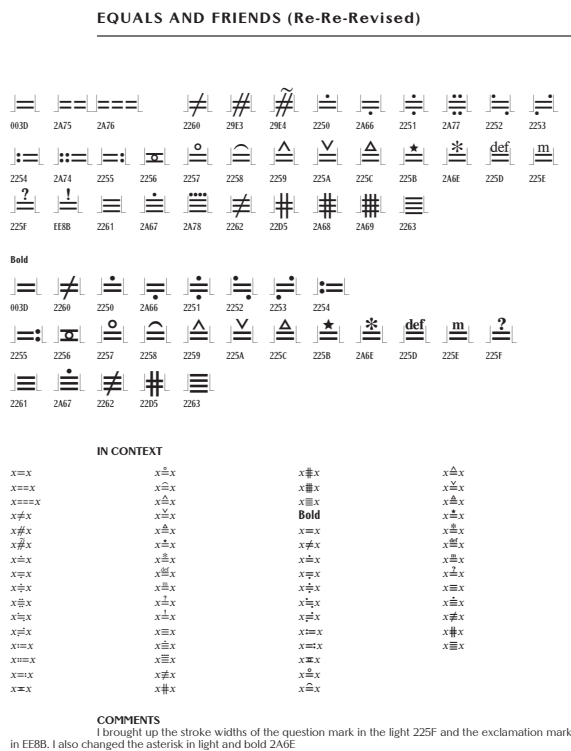 EQUALS AND FRIENDS (Re-Re-Revised)
= == === ≠ ⧣ ⧤ ≐ ⩦ ≑ ⩷ ≒ ≓
003D 2A75 2A76 2260 29E3 29E4 2250 2A66 2251 2A77 2252 2253
≔ ⩴ ≕ ≖ ≗ ≘ ≙ ≚ ≜ ≛ ⩮ ≝ ≞
2254 2A74 2255 2256 2257 2258 2259 225A 225C 225B 2A6E 225D 225E
≟ ≡ ⩧ ⩸ ≢ ⋕ ⩨ ⩩ ≣
225F EE8B 2261 2A67 2A78 2262 22D5 2A68 2A69 2263
Bold
= ≠ ≐ ⩦ ≑ ≒ ≓ ≔
003D 2260 2250 2A66 2251 2252 2253 2254
≕ ≖ ≗ ≘ ≙ ≚ ≜ ≛ ⩮ ≝ ≞ ≟
2255 2256 2257 2258 2259 225A 225C 225B 2A6E 225D 225E 225F
≡ ⩧ ≢ ⋕ ≣
2261 2A67 2262 22D5 2263
IN CONTEXT
x=x
x==x
x===x
x≠x
x⧣x
x⧤x
x≐x
x⩦x
x≑x
x⩷x
x≒x
x≓x
x≔x
x⩴x
x≕x
x≖x
x≗x
x≘x
x≙x
x≚x
x≜x
x≛x
x⩮x
x≝x
x≞x
x≟x
x x
x≡x
x⩧x
x⩸x
x≢x
x⋕x
x⩨x
x⩩x
x≣x
Bold
x=x
x≠x
x≐x
x⩦x
x≑x
x≒x
x≓x
x≔x
x≕x
x≖x
x≗x
x≘x
x≙x
x≚x
x≜x
x≛x
x⩮x
x≝x
x≞x
x≟x
x≡x
x⩧x
x≢x
x⋕x
x≣x
COMMENTS
I brought up the stroke widths of the question mark in the light 225F and the exclamation mark
in EE8B. I also changed the asterisk in light and bold 2A6E